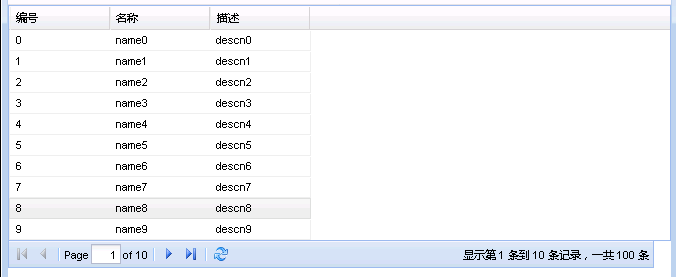 编号 名称 描述
0 name0 descn0
1 name1 descn1
2 name2 descn2
3 name3 descn3
4 name4 descn4
5 name5 descn5
6 name6 descn6
7 name7 descn7
8 name8 descn8
9 name9 descn9
Page 1 of 10 显示第 1 条到 10 条记录，一共 100 条